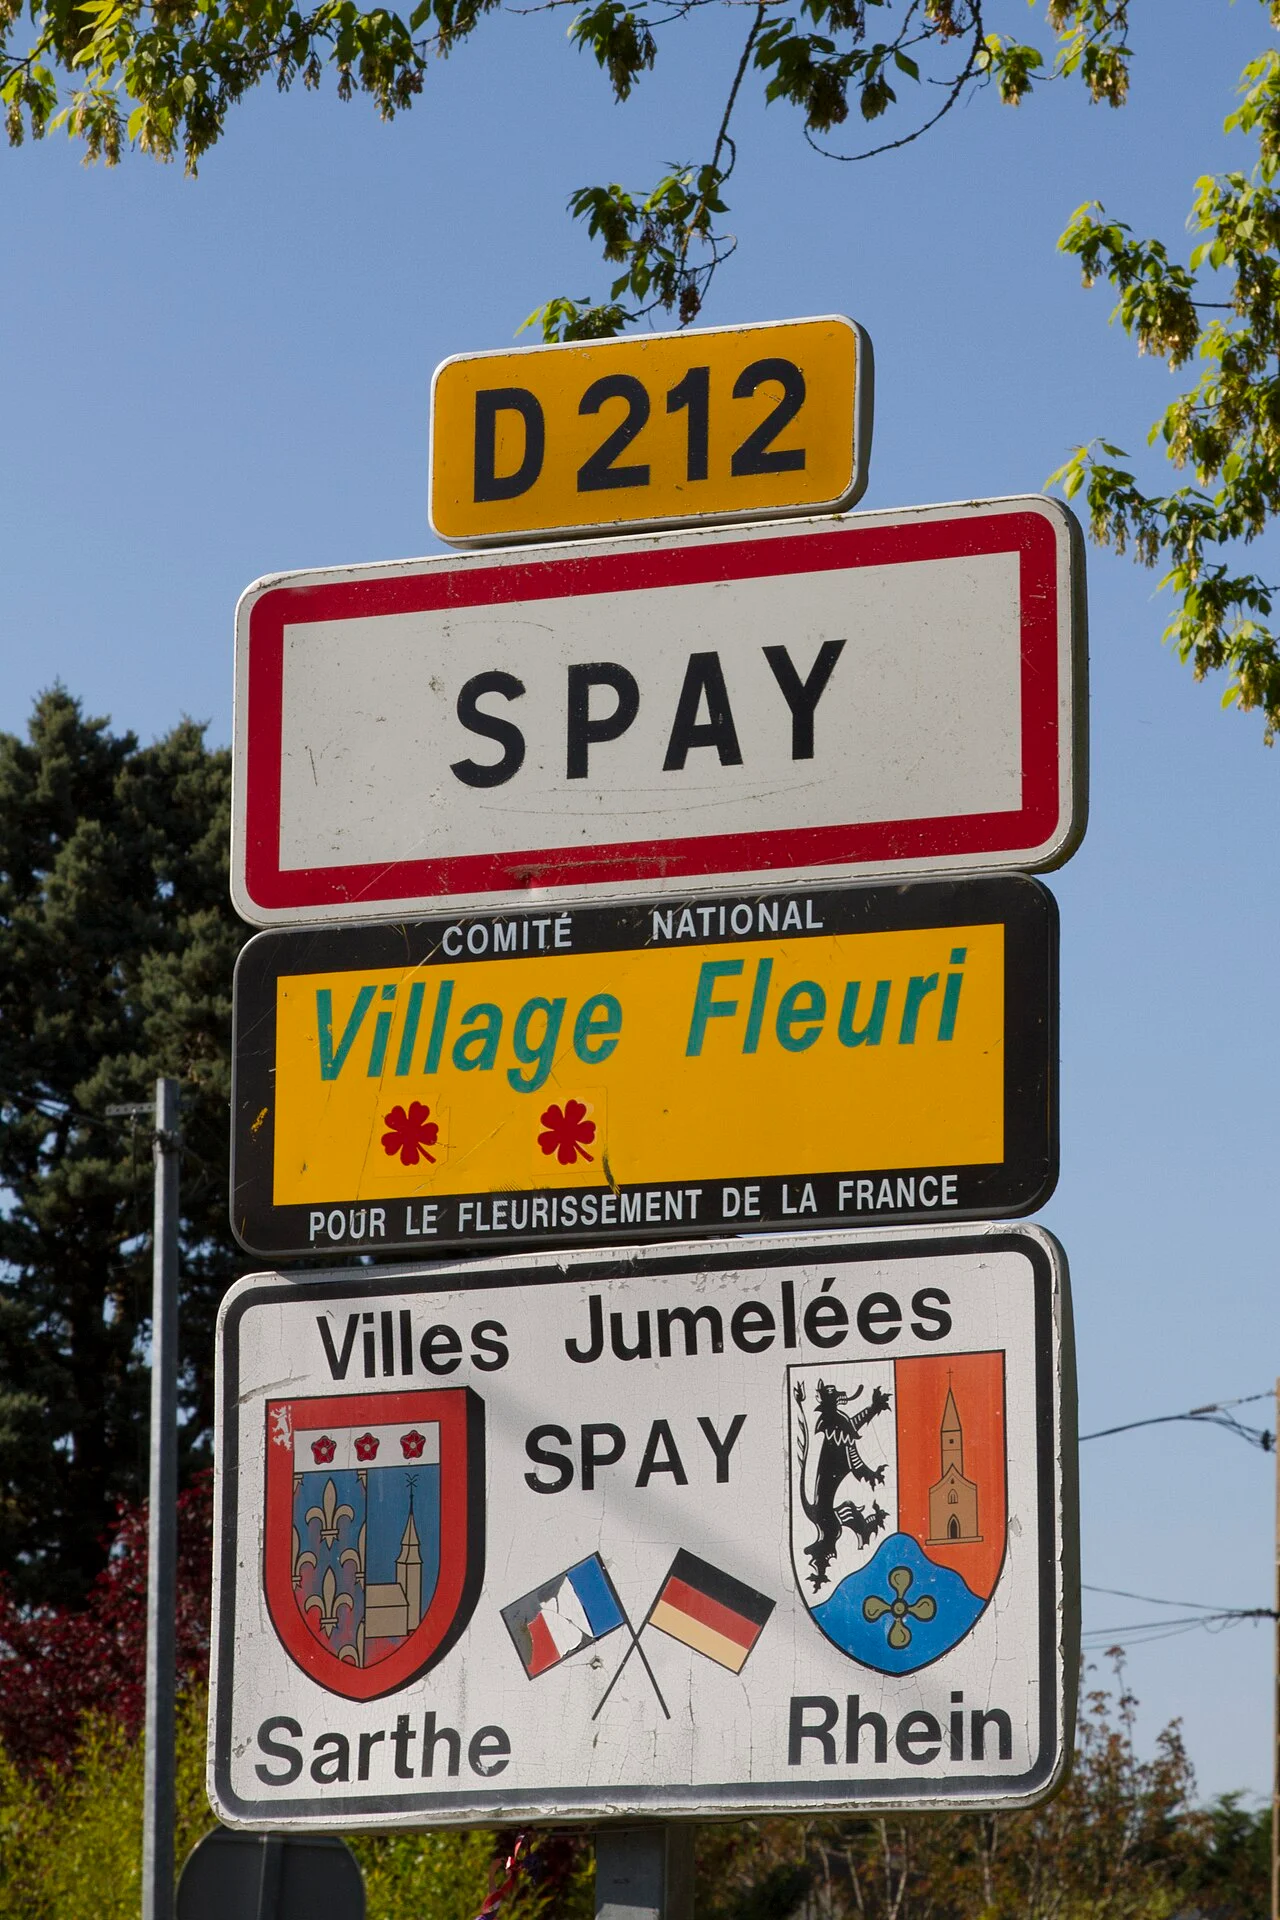 D 212
SPAY
COMITÉ NATIONAL
Village Fleuri
POUR LE FLEURISSEMENT DE LA FRANCE
Villes Jumelées
SPAY
Sarthe Rhein